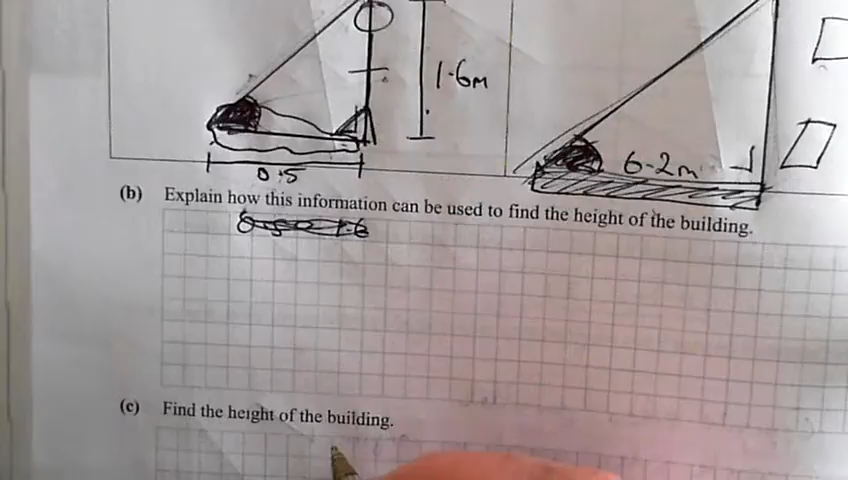 1.6m
6.2m
0.5
(b) Explain how this information can be used to find the height of the building.
(c) Find the height of the building.